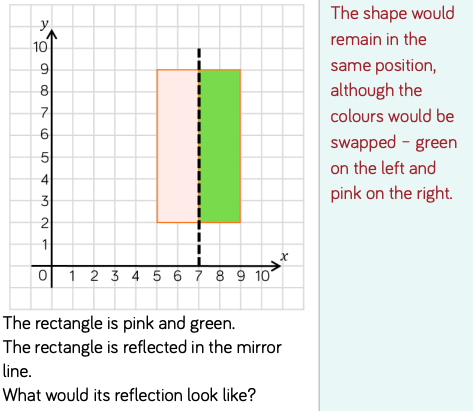 y
10
9
8
7
6
5
4
3
2
1
0 1 2 3 4 5 6 7 8 9 10 x
The rectangle is pink and green.
The rectangle is reflected in the mirror
line.
What would its reflection look like?
The shape would
remain in the
same position,
although the
colours would be
swapped – green
on the left and
pink on the right.